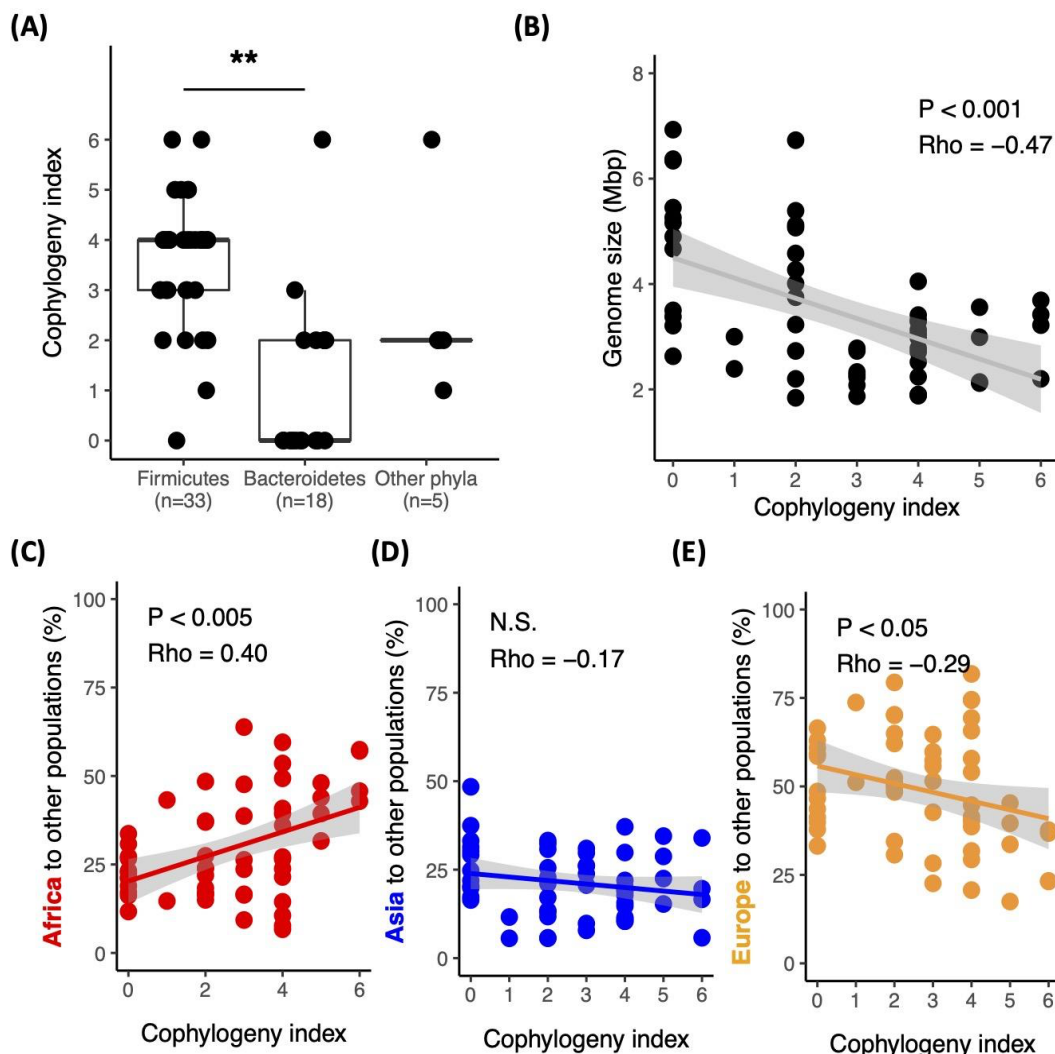 (A)
**
Cophylogeny index
6
5
4
3
2
1
0
Firmicutes
(n=33)
Bacteroidetes
(n=18)
Other phyla
(n=5)
(B)
P < 0.001
Rho = −0.47
Genome size (Mbp)
8
6
4
2
0 1 2 3 4 5 6
Cophylogeny index
(C)
P < 0.005
Rho = 0.40
Africa to other populations (%)
100
75
50
25
0
0 2 4 6
Cophylogeny index
(D)
N.S.
Rho = −0.17
Asia to other populations (%)
100
75
50
25
0
0 1 2 3 4 5 6
Cophylogeny index
(E)
P < 0.05
Rho = −0.29
Europe to other populations (%)
100
75
50
25
0
0 1 2 3 4 5 6
Cophylogeny index